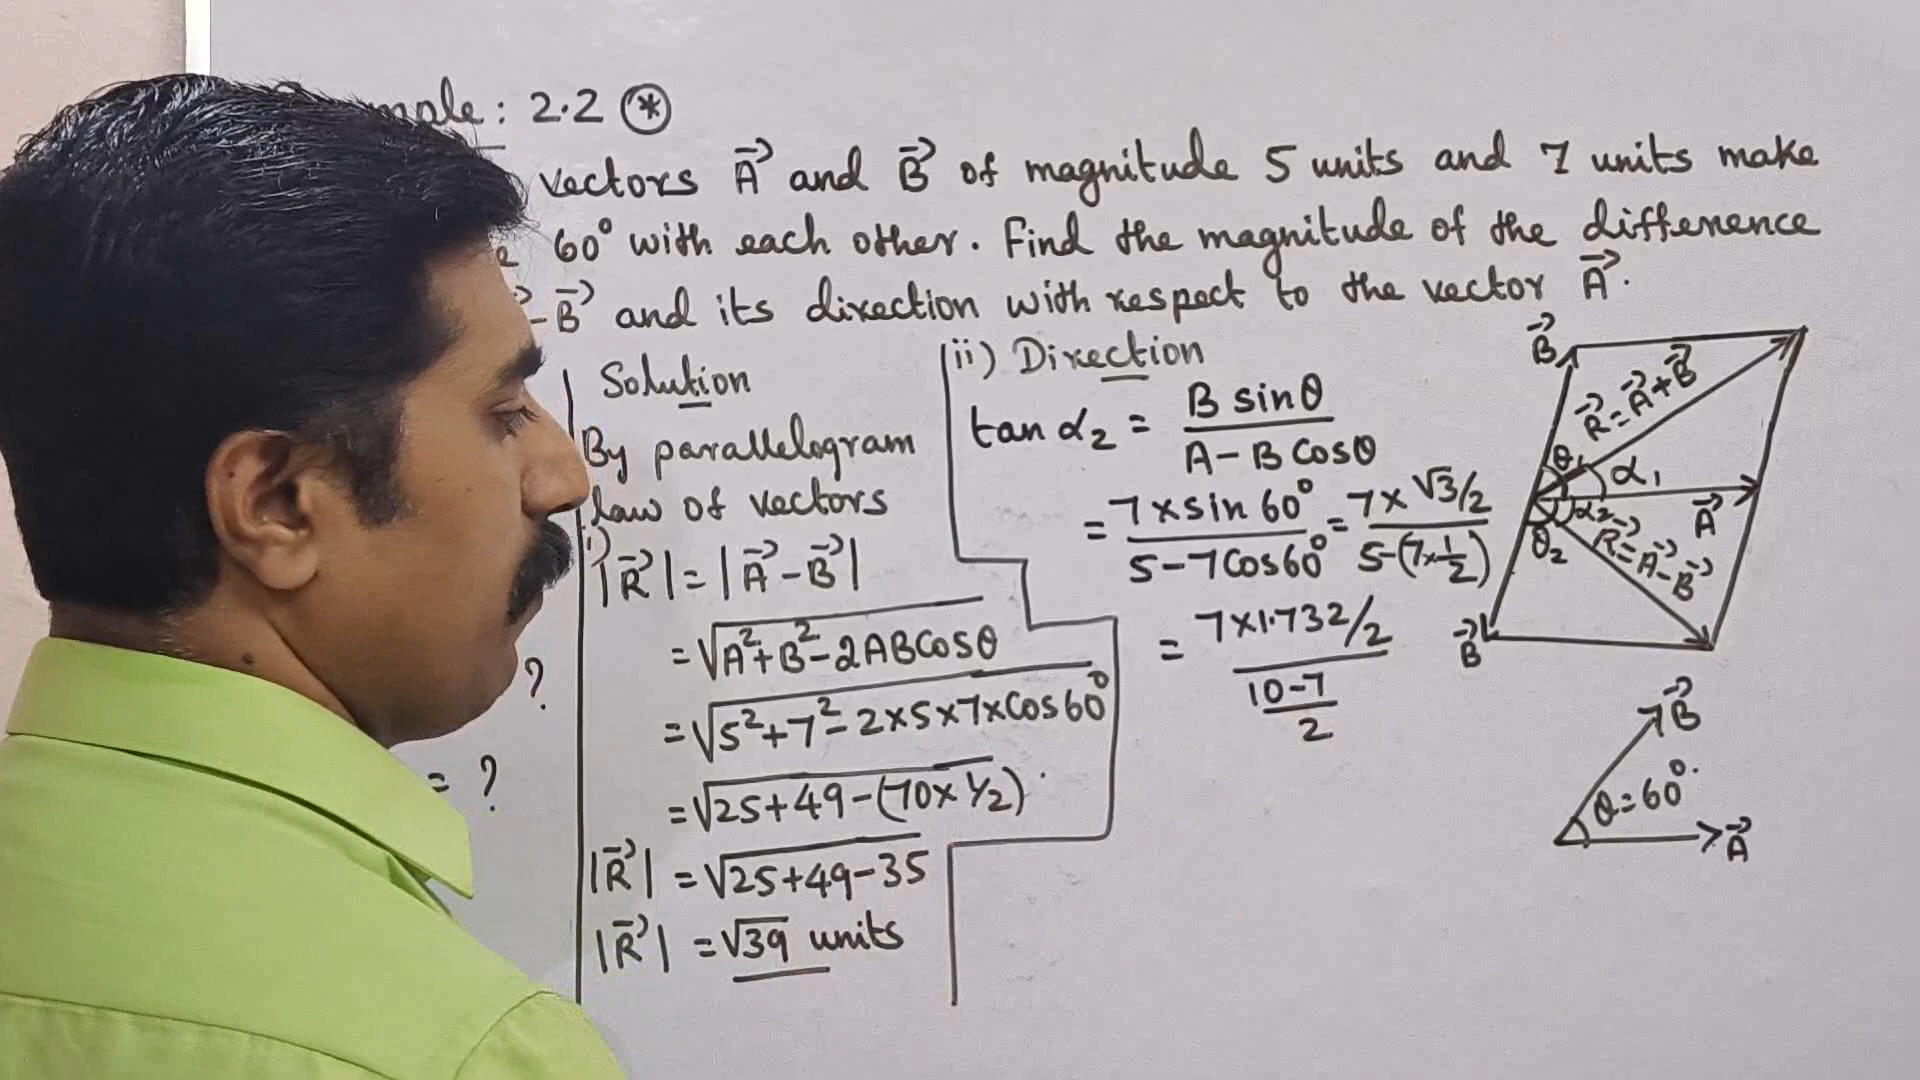 : 2.2 *
vectors A⃗ and B⃗ of magnitude 5 units and 7 units make
60° with each other. Find the magnitude of the difference
- B⃗ and its direction with respect to the vector A⃗.
Solution
By parallelogram
law of vectors
i)
|R⃗| = |A⃗ - B⃗|
= √(A² + B² - 2ABCosθ)
= √(5² + 7² - 2×5×7×Cos60°)
= √(25 + 49 - (70 × 1/2))
|R⃗| = √(25 + 49 - 35)
|R⃗| = √39 units
?
= ?
ii) Direction
tan α₂ = B sinθ / (A - B Cosθ)
= 7 × sin 60° / (5 - 7Cos60°) = 7 × √3/2 / (5 - (7 × 1/2))
= 7 × 1.732/2 / ((10 - 7)/2)
B⃗
R⃗ = A⃗ + B⃗
θ₁
α₁
A⃗
α₂
θ₂
R⃗ = A⃗ - B⃗
B⃗
B⃗
θ = 60°.
A⃗